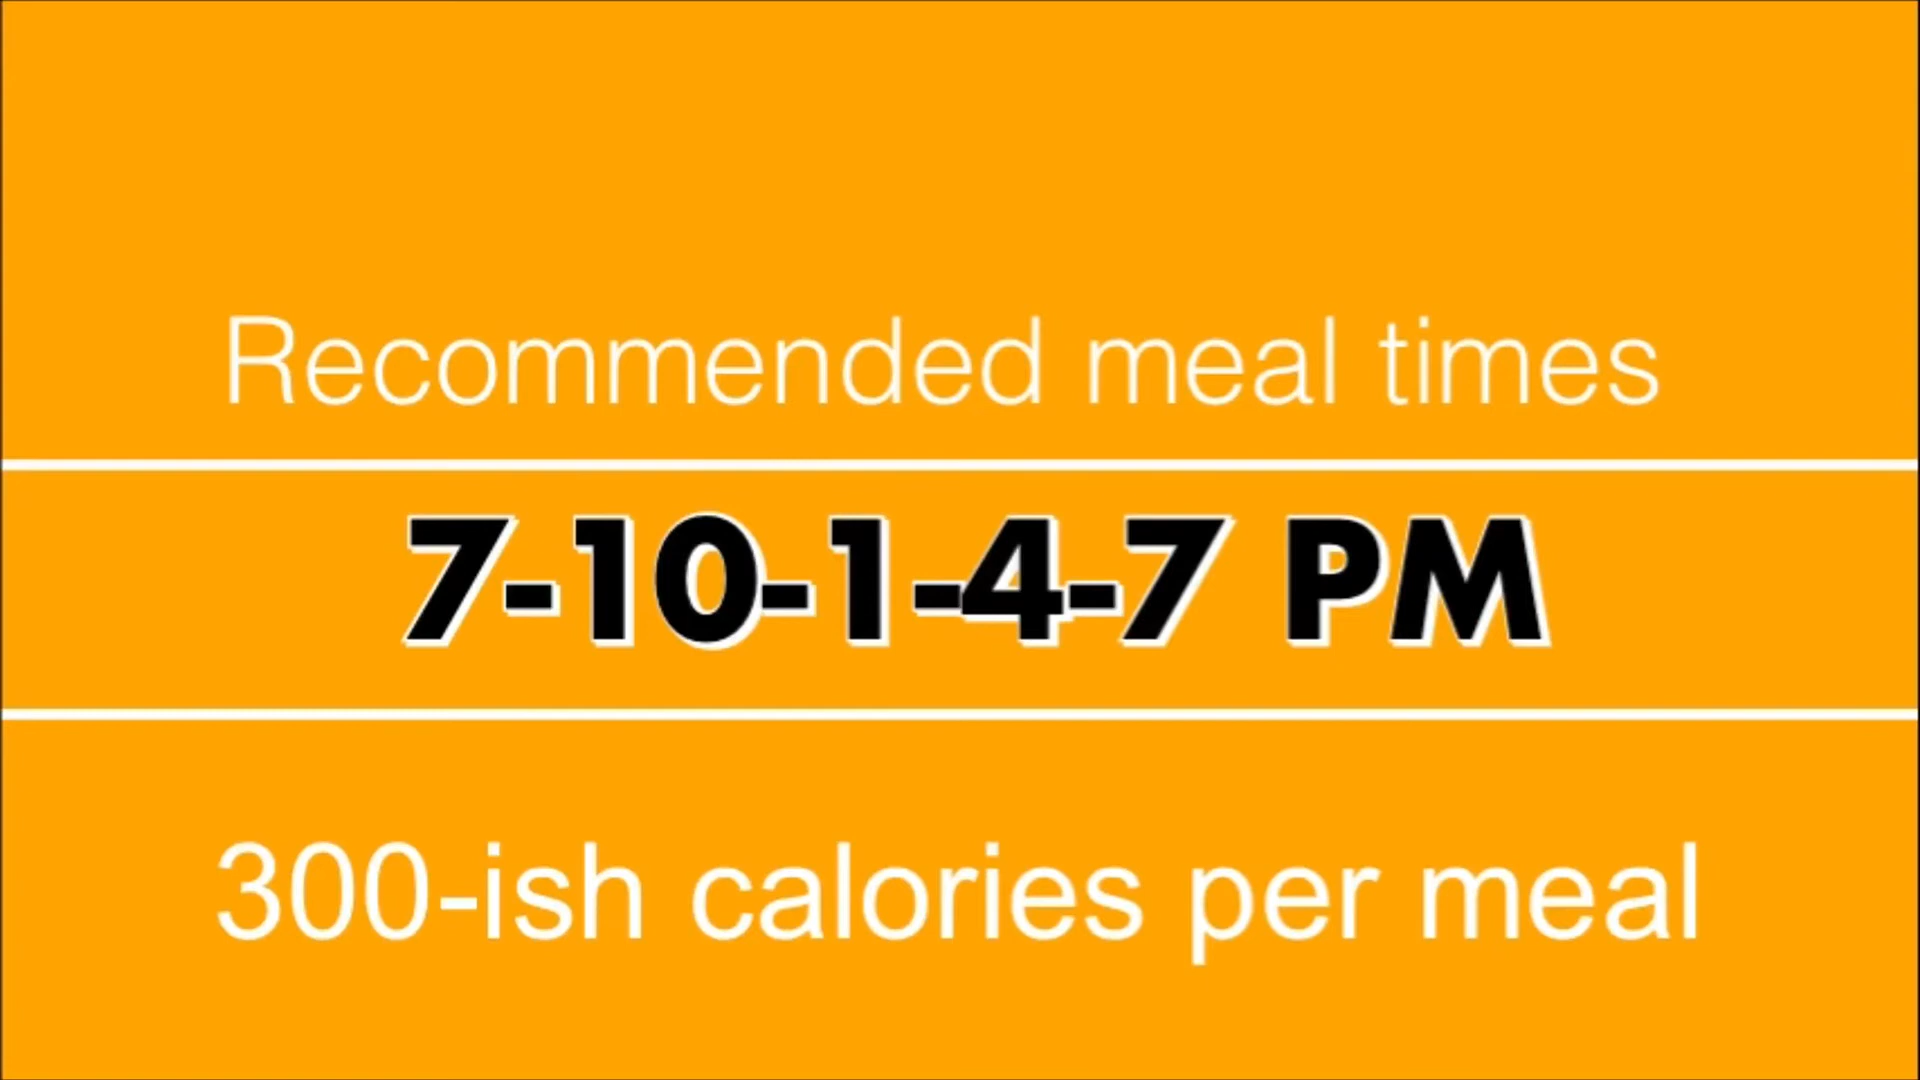 Recommended meal times
7-10-1-4-7 PM
300-ish calories per meal